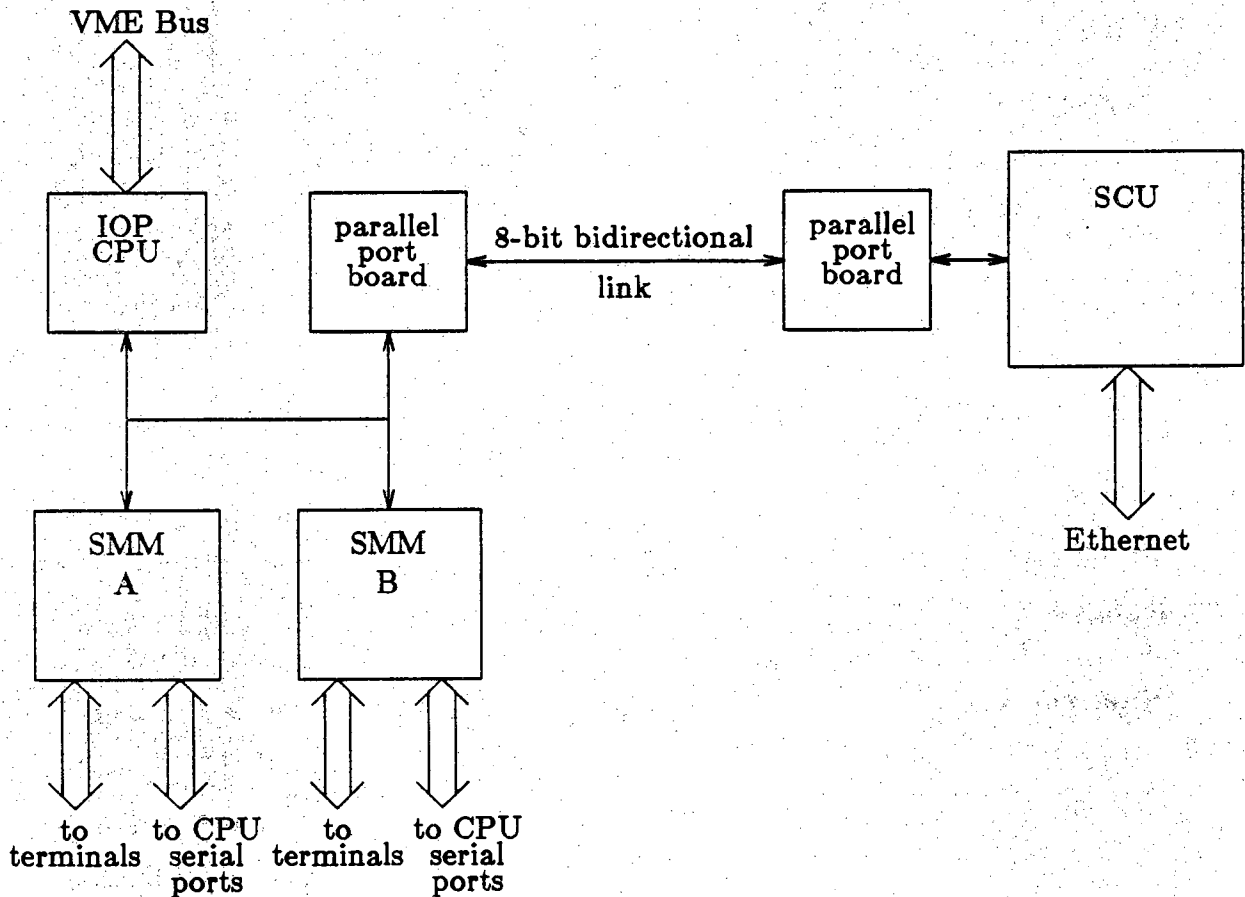 VME Bus
IOP
CPU
parallel
port
board
8-bit bidirectional
link
parallel
port
board
SCU
SMM
A
SMM
B
Ethernet
to
terminals
to CPU
serial
ports
to
terminals
to CPU
serial
ports